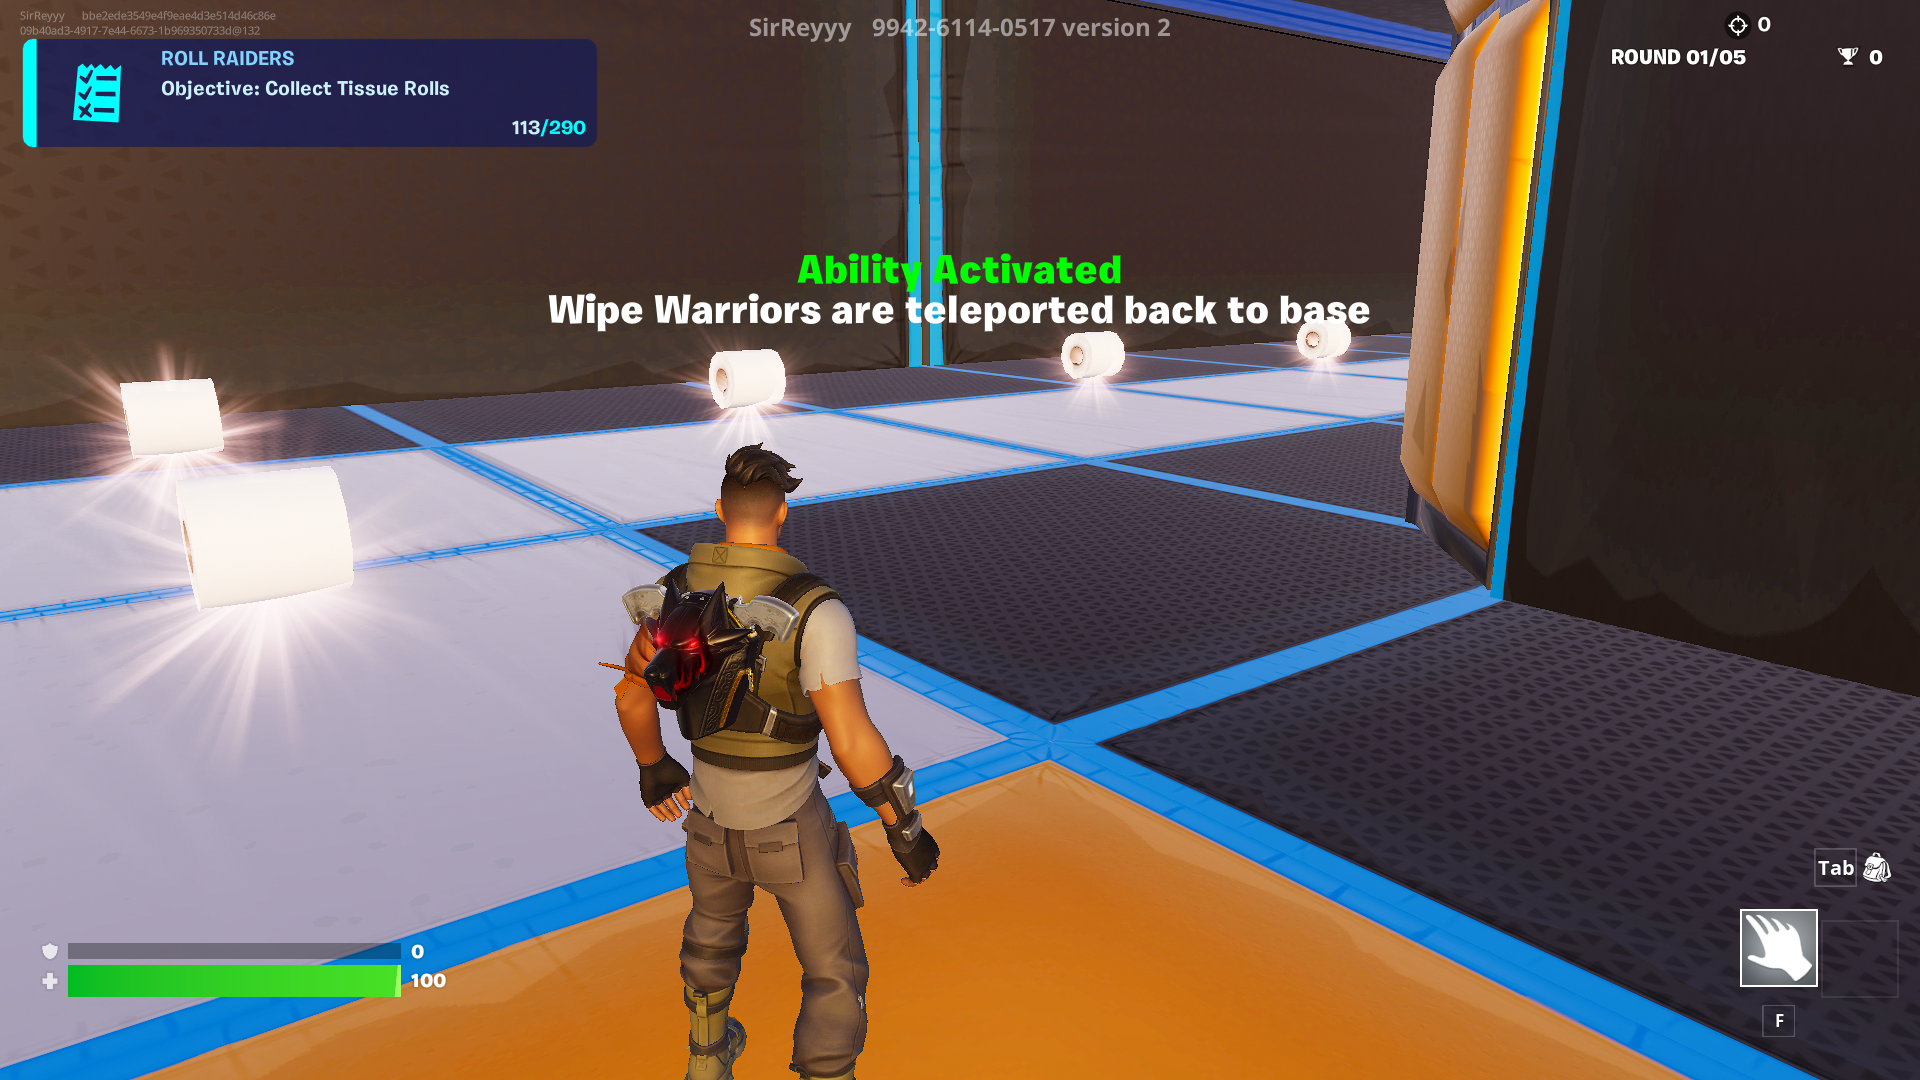 SirReyyy bbe2ede3549e4f9eae4d3e514d46c86e
09b40ad3-4917-7e44-6673-1b969350733d@132
SirReyyy 9942-6114-0517 version 2
0
ROUND 01/05
0
ROLL RAIDERS
Objective: Collect Tissue Rolls
113/290
Ability Activated
Wipe Warriors are teleported back to base
Tab
0
100
F